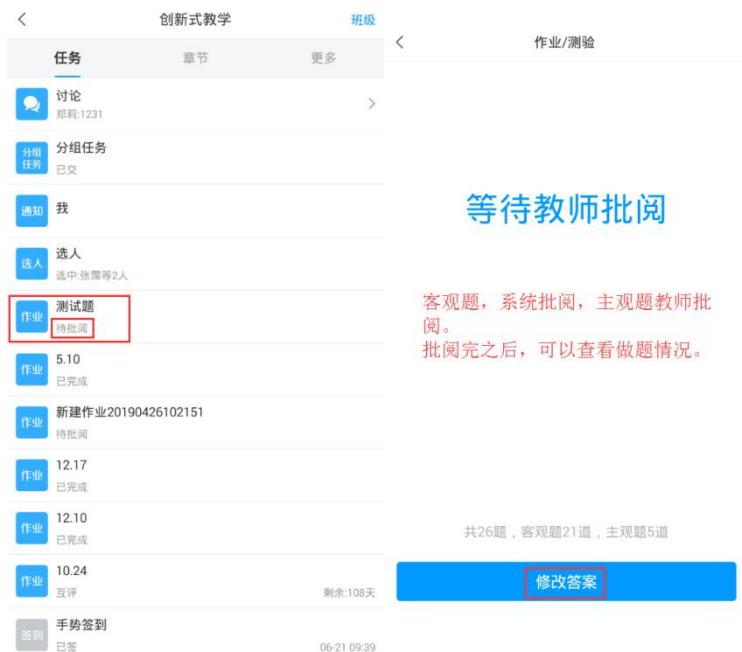 创新式教学
班级
任务
章节
更多
讨论
郑莉:1231
分组任务
分组任务
已交
通知
我
选人
选人
选中:张霈等2人
作业
测试题
待批阅
作业
5.10
已完成
作业
新建作业20190426102151
待批阅
作业
12.17
已完成
作业
12.10
已完成
作业
10.24
互评
剩余:108天
签到
手势签到
已签
06-21 09:39
作业/测验
等待教师批阅
客观题，系统批阅，主观题教师批
阅。
批阅完之后，可以查看做题情况。
共26题，客观题21道，主观题5道
修改答案